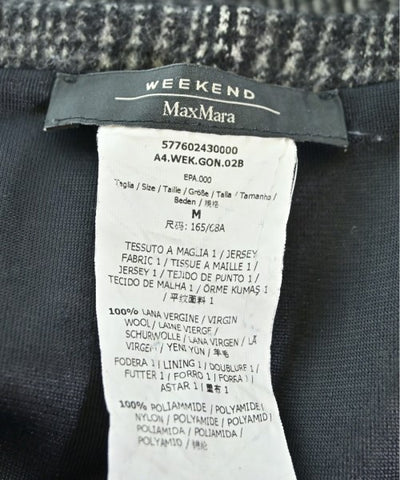 WEEKEND
MaxMara
577602430000
A4.WEK.GON.02B
EPA.000
Taglia / Size / Taille / Größe / Talla / Tamanho /
Beden / 规格
M
尺码: 165/68A
TESSUTO A MAGLIA 1 / JERSEY
FABRIC 1 / TISSUE A MAILLE 1 /
JERSEY 1 / TEJIDO DE PUNTO 1 /
TECIDO DE MALHA 1 / ÖRME KUMAŞ 1
/ 平纹面料 1
100% LANA VERGINE / VIRGIN
WOOL / LAINE VIERGE /
SCHURWOLLE / LANA VIRGEN / LÃ
VIRGEM / YENİ YÜN / 羊毛
FODERA 1 / LINING 1 / DOUBLURE 1 /
FUTTER 1 / FORRO 1 / FORRA 1 /
ASTAR 1 / 里布 1
100% POLIAMMIDE / POLYAMIDE /
NYLON / POLYAMIDE / POLYAMID /
POLIAMIDA / POLIAMIDA /
POLYAMID / 锦纶